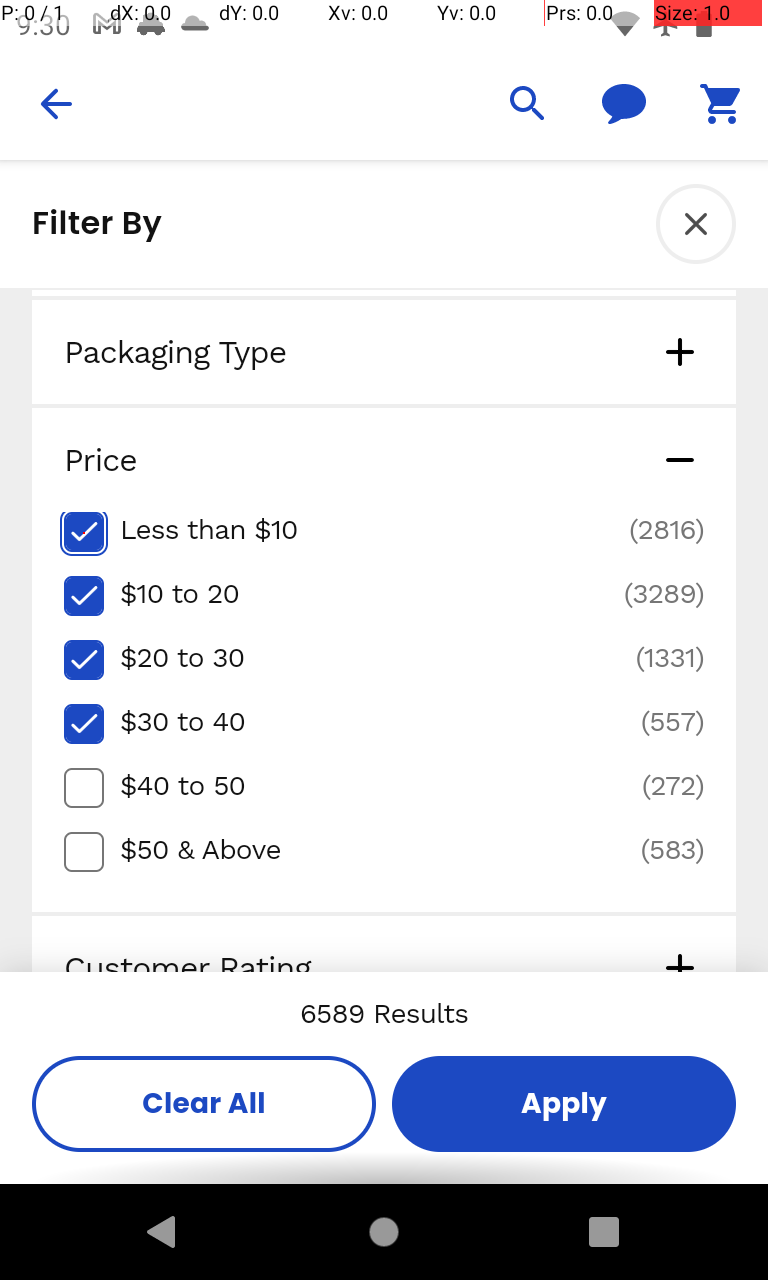 P: 0 / 1 dX: 0.0 dY: 0.0 Xv: 0.0 Yv: 0.0 Prs: 0.0 Size: 1.0
9:30
Filter By
Packaging Type
Price
Less than $10 (2816)
$10 to 20 (3289)
$20 to 30 (1331)
$30 to 40 (557)
$40 to 50 (272)
$50 & Above (583)
Customer Rating
6589 Results
Clear All Apply